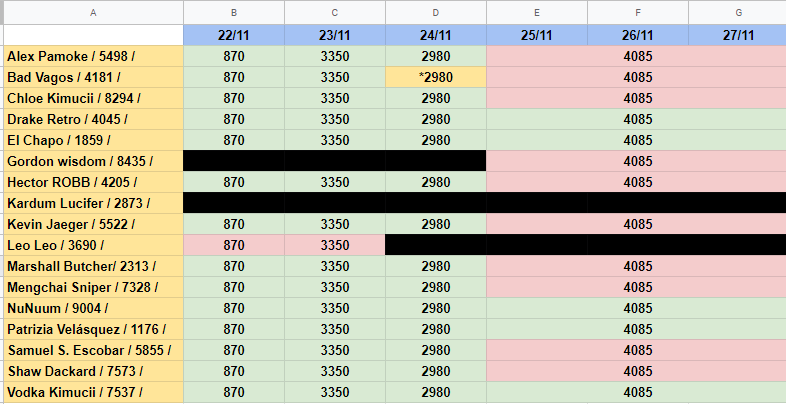 A B C D E F G
22/11 23/11 24/11 25/11 26/11 27/11
Alex Pamoke / 5498 / 870 3350 2980 4085
Bad Vagos / 4181 / 870 3350 *2980 4085
Chloe Kimucii / 8294 / 870 3350 2980 4085
Drake Retro / 4045 / 870 3350 2980 4085
El Chapo / 1859 / 870 3350 2980 4085
Gordon wisdom / 8435 / 4085
Hector ROBB / 4205 / 870 3350 2980 4085
Kardum Lucifer / 2873 /
Kevin Jaeger / 5522 / 870 3350 2980 4085
Leo Leo / 3690 / 870 3350
Marshall Butcher/ 2313 / 870 3350 2980 4085
Mengchai Sniper / 7328 / 870 3350 2980 4085
NuNuum / 9004 / 870 3350 2980 4085
Patrizia Velásquez / 1176 / 870 3350 2980 4085
Samuel S. Escobar / 5855 / 870 3350 2980 4085
Shaw Dackard / 7573 / 870 3350 2980 4085
Vodka Kimucii / 7537 / 870 3350 2980 4085